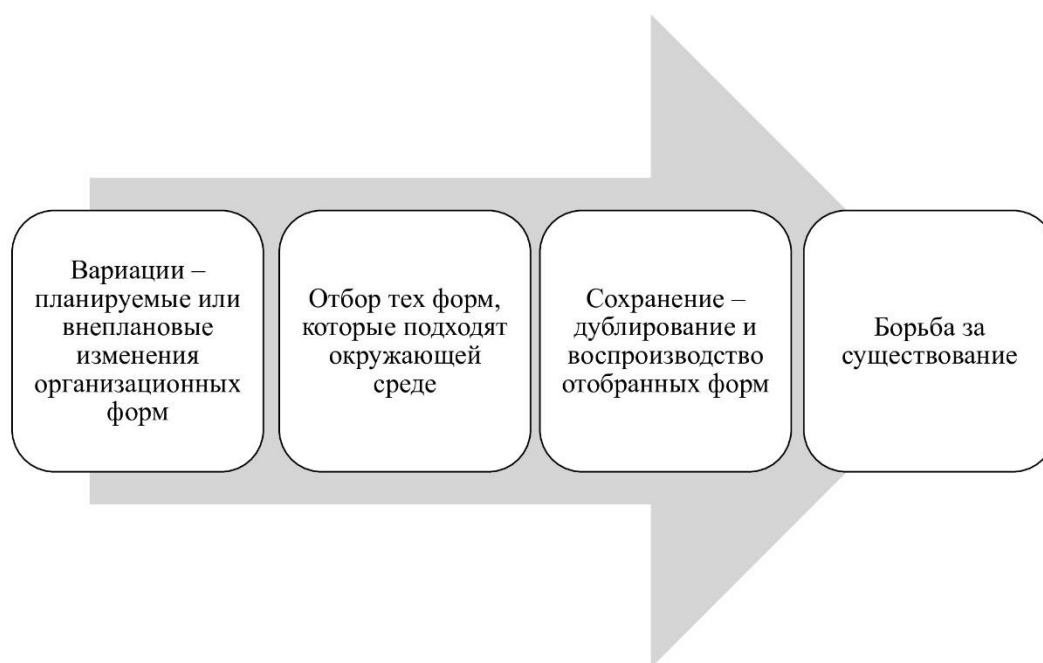 Вариации –
планируемые или
внеплановые
изменения
организационных
форм
Отбор тех форм,
которые подходят
окружающей
среде
Сохранение –
дублирование и
воспроизводство
отобранных форм
Борьба за
существование